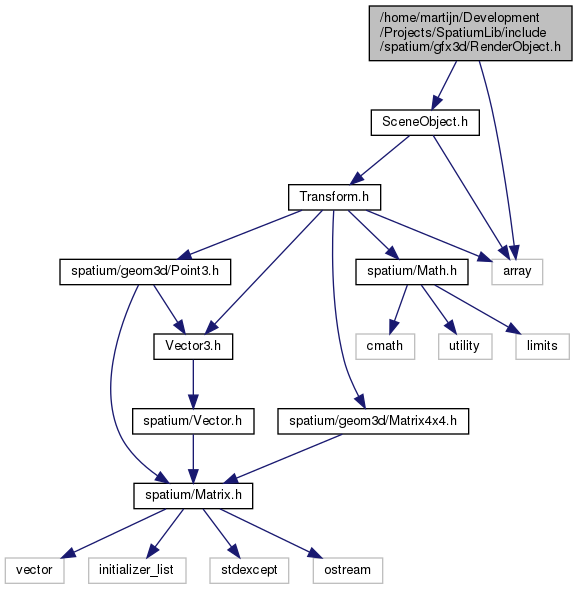 /home/martijn/Development
/Projects/SpatiumLib/include
/spatium/gfx3d/RenderObject.h
SceneObject.h
Transform.h
spatium/geom3d/Point3.h
spatium/Math.h
array
Vector3.h
cmath
utility
limits
spatium/Vector.h
spatium/geom3d/Matrix4x4.h
spatium/Matrix.h
vector
initializer_list
stdexcept
ostream